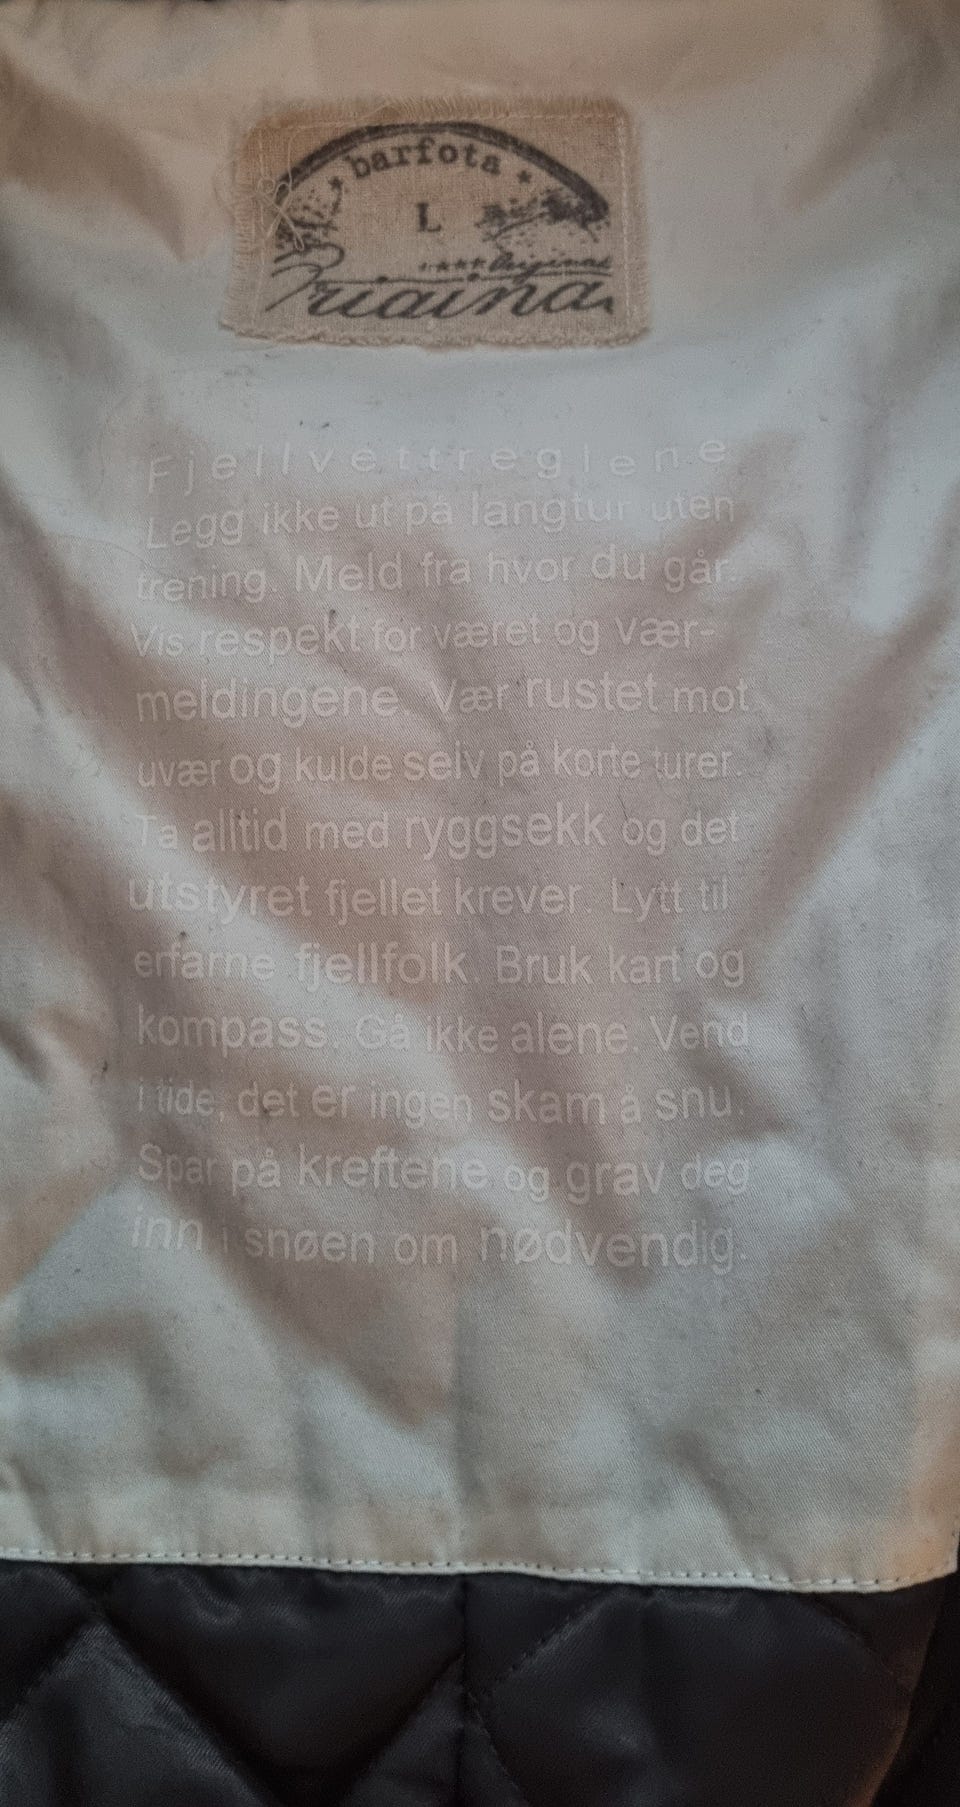 barfota
L
Original
Fjellvettreglene
Legg ikke ut på langtur uten
trening. Meld fra hvor du går.
Vis respekt for været og vær-
meldingene. Vær rustet mot
uvær og kulde selv på korte turer.
Ta alltid med ryggsekk og det
utstyret fjellet krever. Lytt til
erfarne fjellfolk. Bruk kart og
kompass. Gå ikke alene. Vend
i tide, det er ingen skam å snu.
Spar på kreftene og grav deg
inn i snøen om nødvendig.